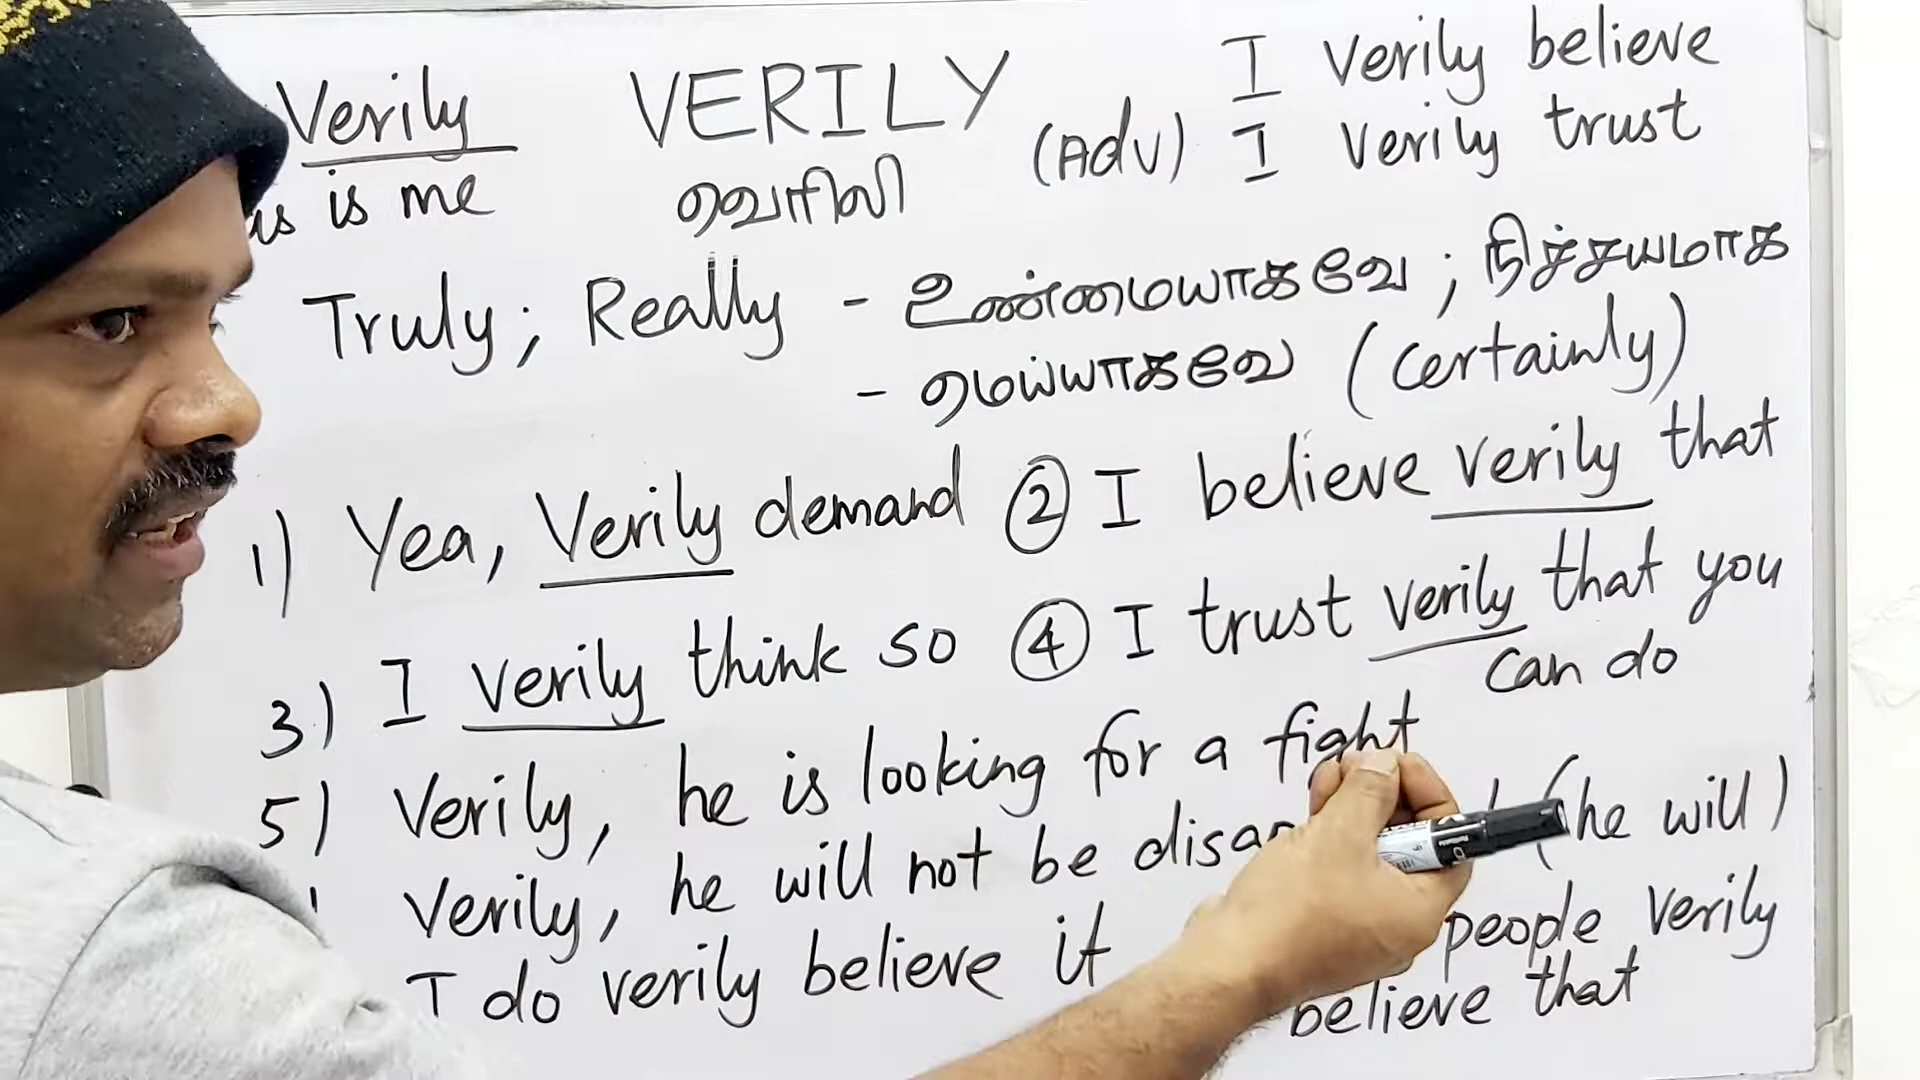 Verily VERILY I verily believe
is me வெரிலி (Adv) I verily trust
Truly; Really - உண்மையாகவே ; நிச்சயமாக
- மெய்யாகவே (certainly)
1) Yea, Verily demand ② I believe verily that
3) I verily think so ④ I trust verily that you
can do
5) Verily, he is looking for a fight
Verily, he will not be (he will)
I do verily believe it people verily
believe that